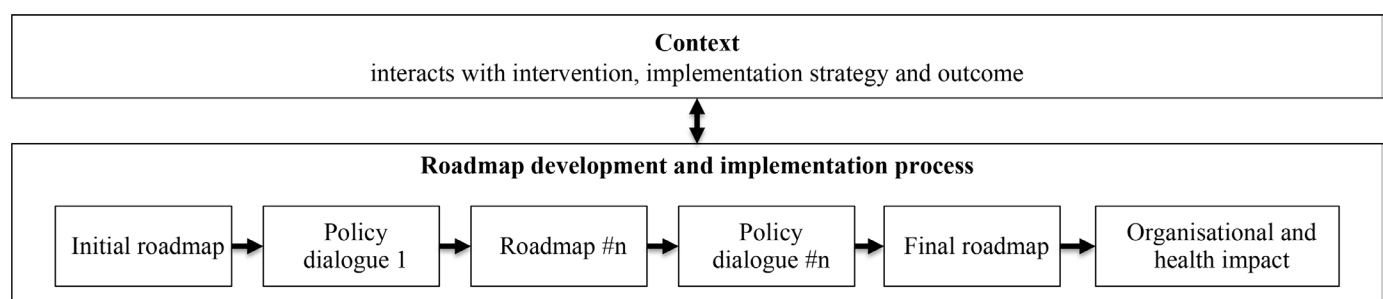 Context
interacts with intervention, implementation strategy and outcome
Roadmap development and implementation process
Initial roadmap
Policy
dialogue 1
Roadmap #n
Policy
dialogue #n
Final roadmap
Organisational and
health impact